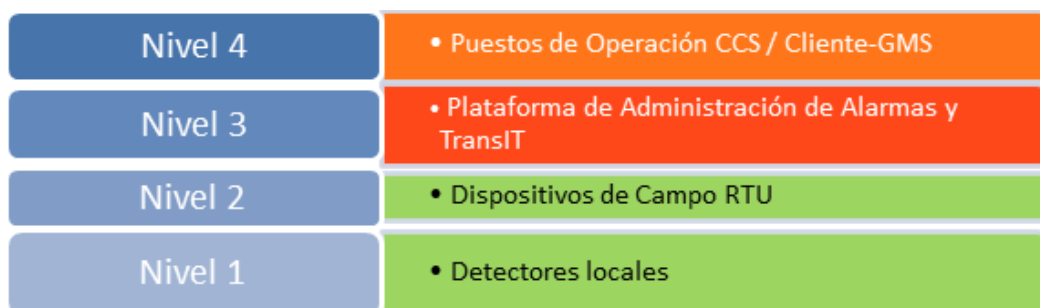 Nivel 4
• Puestos de Operación CCS / Cliente-GMS
Nivel 3
• Plataforma de Administración de Alarmas y
TransIT
Nivel 2
• Dispositivos de Campo RTU
Nivel 1
• Detectores locales